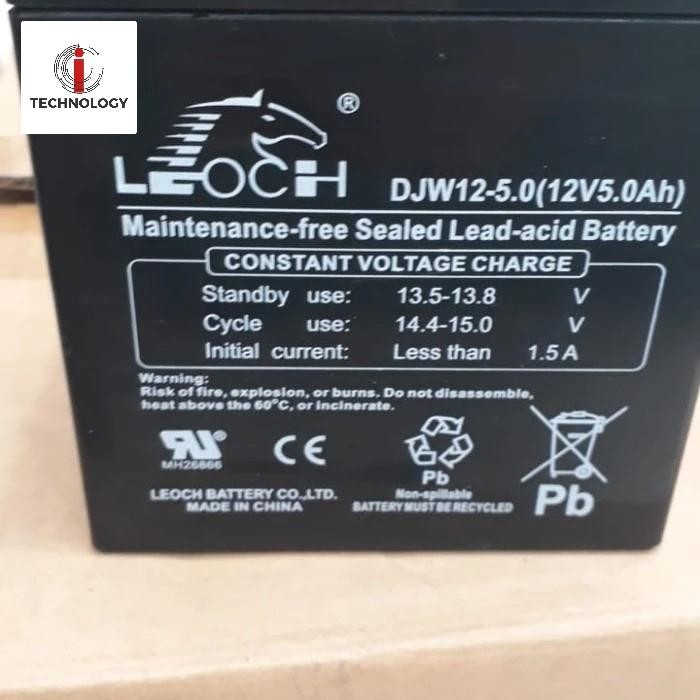 TECHNOLOGY
LEOCH®
DJW12-5.0(12V5.0Ah)
Maintenance-free Sealed Lead-acid Battery
CONSTANT VOLTAGE CHARGE
Standby use: 13.5-13.8 V
Cycle use: 14.4-15.0 V
Initial current: Less than 1.5A
Warning:
Risk of fire, explosion, or burns. Do not disassemble,
heat above the 60°C, or incinerate.
MH26866
CE
Pb
LEOCH BATTERY CO.,LTD.
MADE IN CHINA
Non-spillable
BATTERY MUST BE RECYCLED
Pb